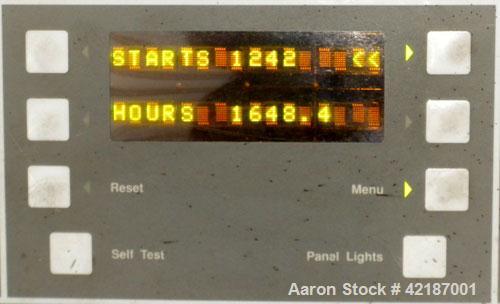 STARTS 1242 <<
HOURS 1648.4
Reset Menu
Self Test Panel Lights
Aaron Stock # 42187001